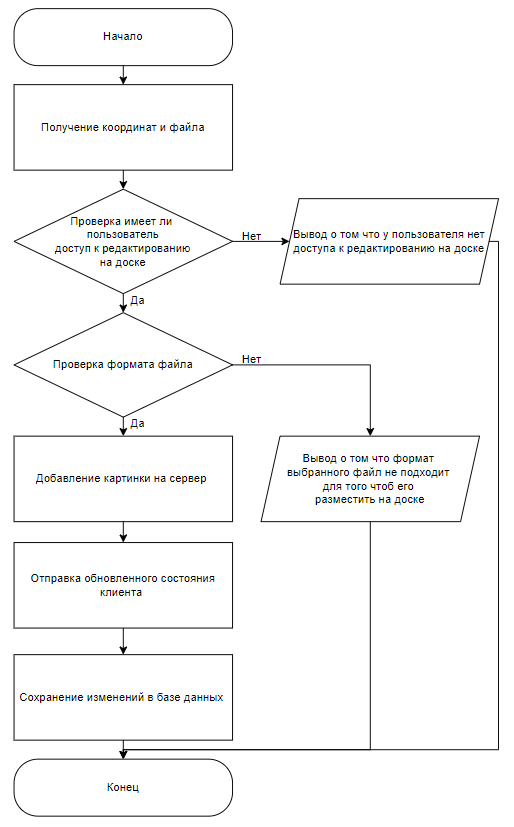 Начало
Получение координат и файла
Проверка имеет ли
пользователь
доступ к редактированию
на доске
Нет
Вывод о том что у пользователя нет
доступа к редактированию на доске
Да
Проверка формата файла
Нет
Да
Добавление картинки на сервер
Вывод о том что формат
выбранного файл не подходит
для того чтоб его
разместить на доске
Отправка обновленного состояния
клиента
Сохранение изменений в базе данных
Конец